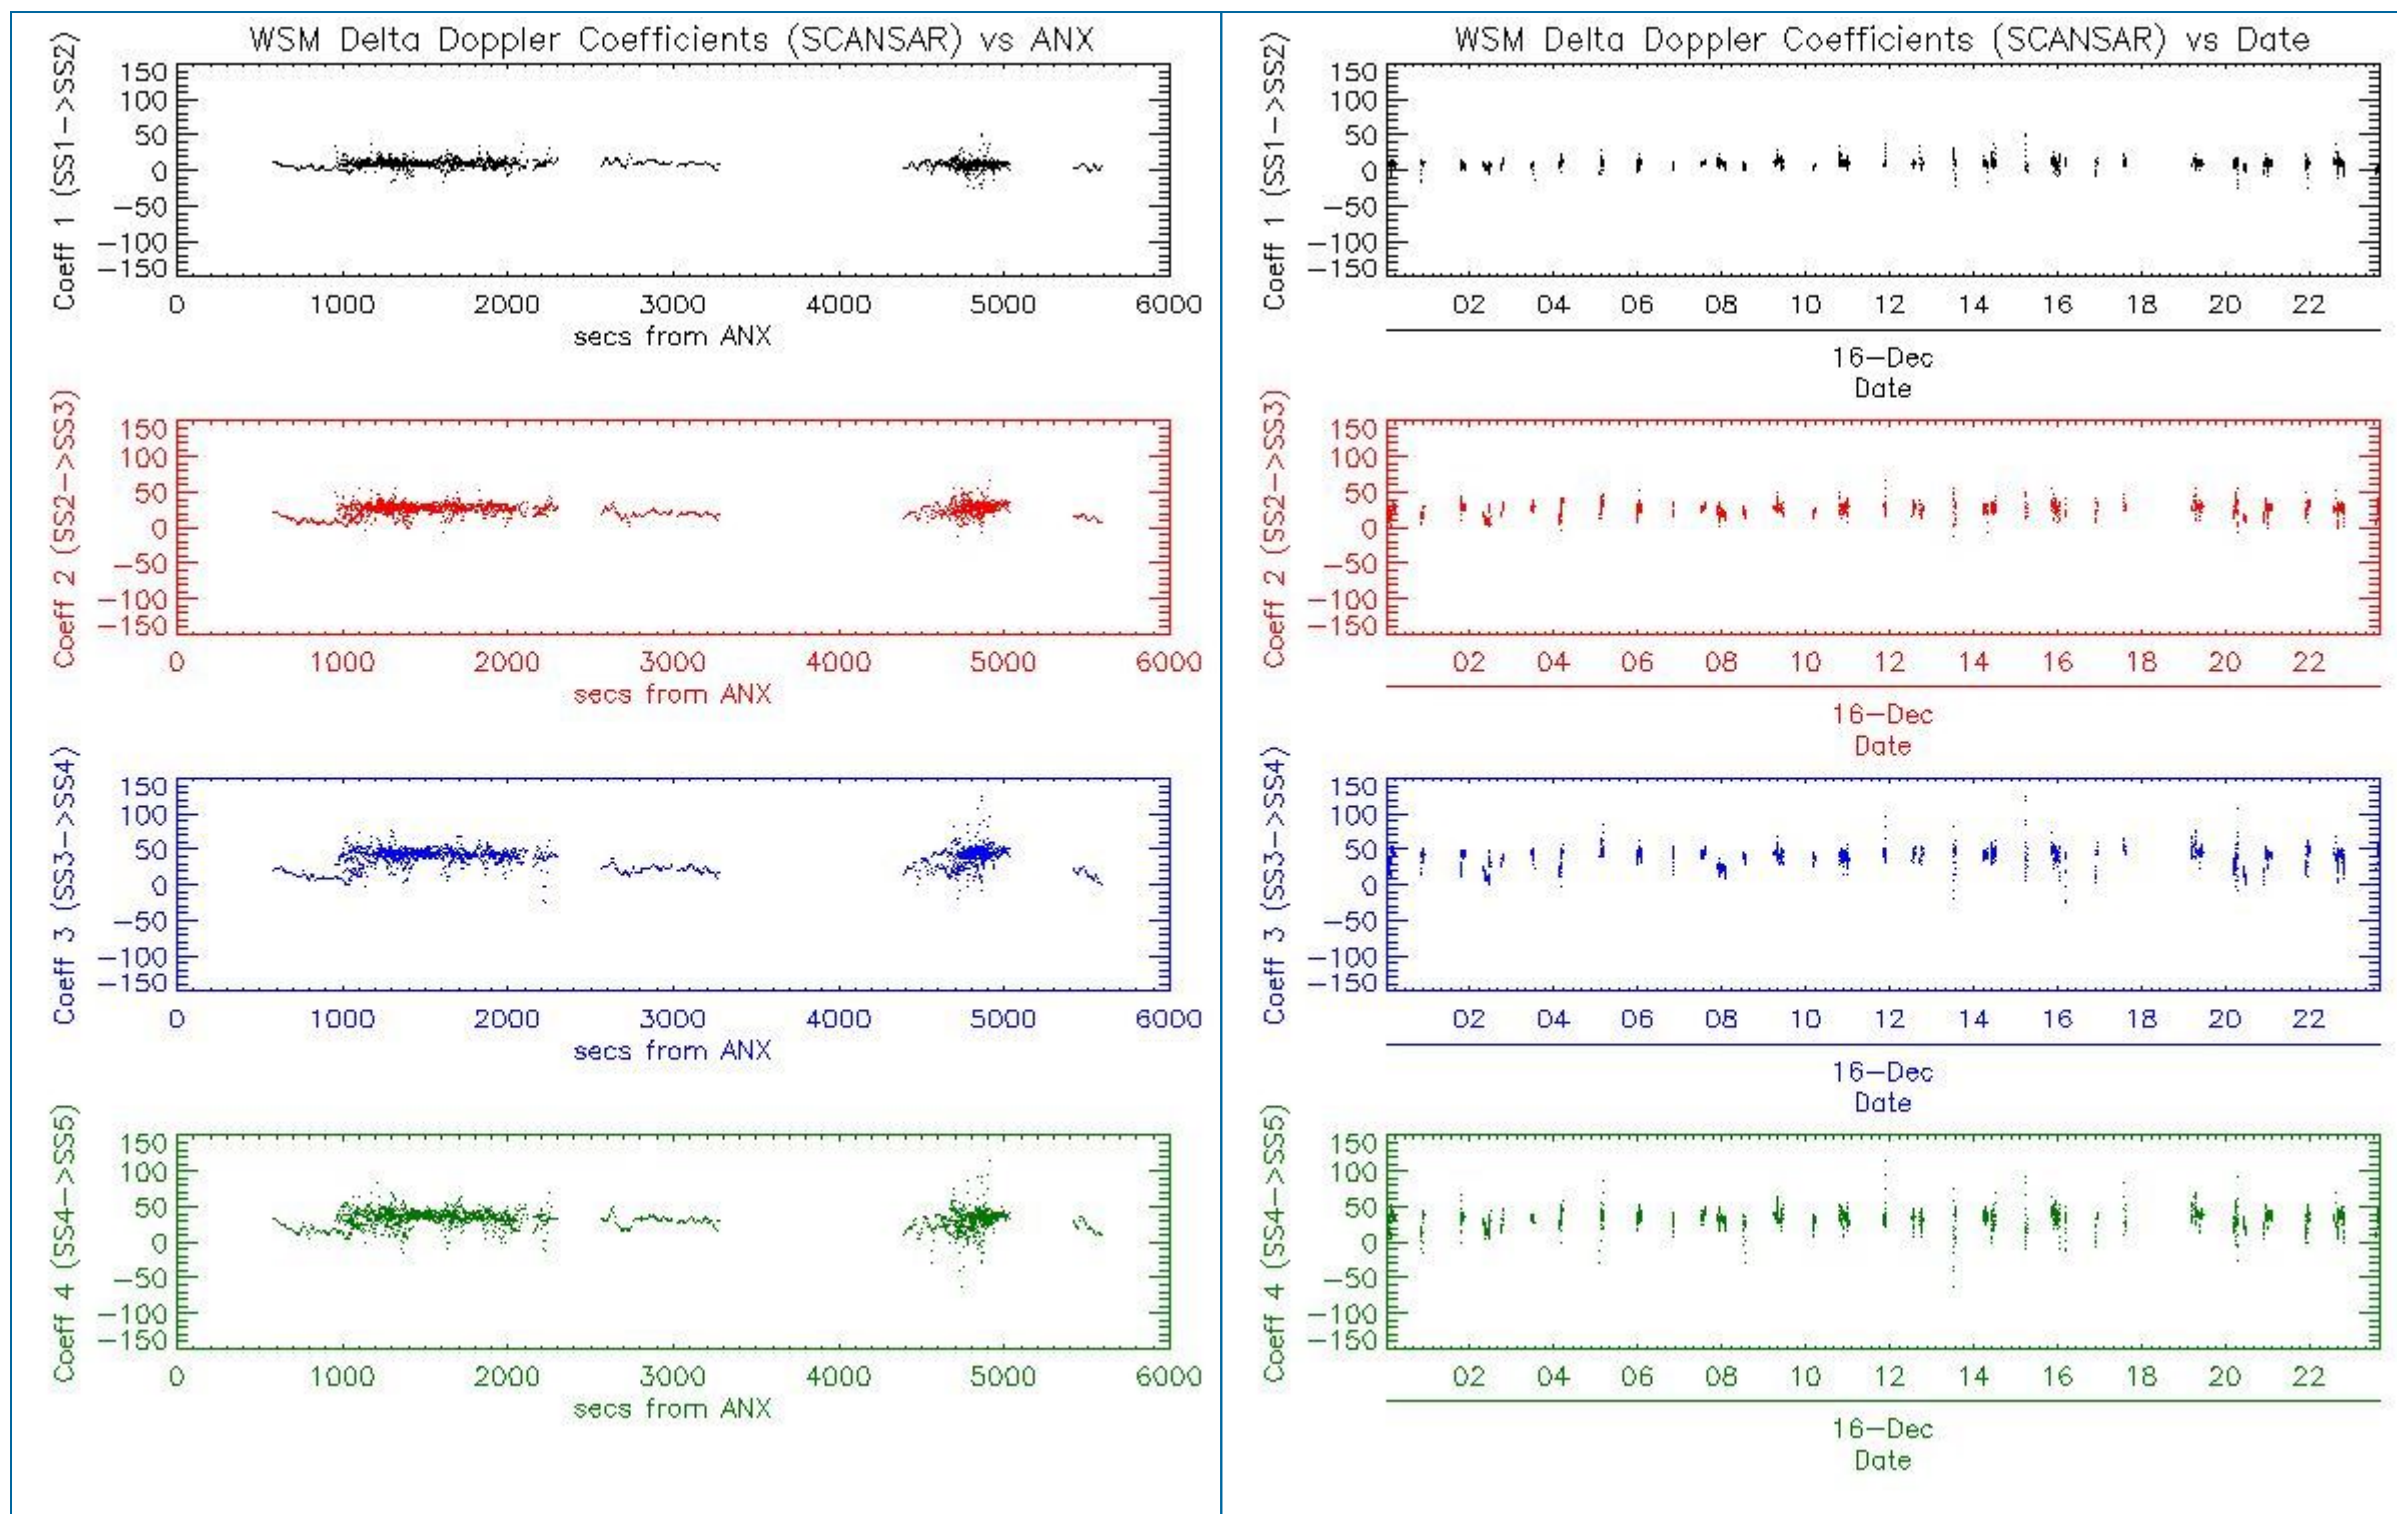 WSM Delta Doppler Coefficients (SCANSAR) vs ANX
Coeff 1 (SS1->SS2)
150
100
50
0
-50
-100
-150
0 1000 2000 3000 4000 5000 6000
secs from ANX
Coeff 2 (SS2->SS3)
150
100
50
0
-50
-100
-150
0 1000 2000 3000 4000 5000 6000
secs from ANX
Coeff 3 (SS3->SS4)
150
100
50
0
-50
-100
-150
0 1000 2000 3000 4000 5000 6000
secs from ANX
Coeff 4 (SS4->SS5)
150
100
50
0
-50
-100
-150
0 1000 2000 3000 4000 5000 6000
secs from ANX
WSM Delta Doppler Coefficients (SCANSAR) vs Date
Coeff 1 (SS1->SS2)
150
100
50
0
-50
-100
-150
02 04 06 08 10 12 14 16 18 20 22
16-Dec
Date
Coeff 2 (SS2->SS3)
150
100
50
0
-50
-100
-150
02 04 06 08 10 12 14 16 18 20 22
16-Dec
Date
Coeff 3 (SS3->SS4)
150
100
50
0
-50
-100
-150
02 04 06 08 10 12 14 16 18 20 22
16-Dec
Date
Coeff 4 (SS4->SS5)
150
100
50
0
-50
-100
-150
02 04 06 08 10 12 14 16 18 20 22
16-Dec
Date